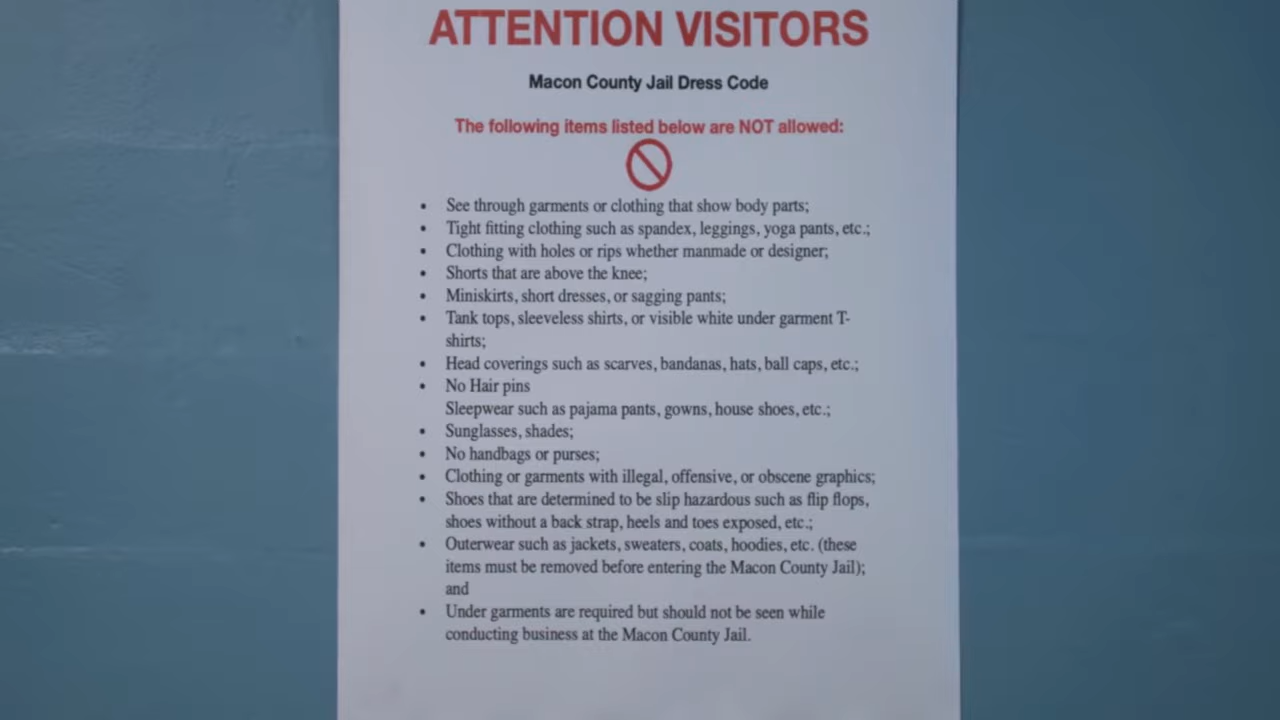 ATTENTION VISITORS
Macon County Jail Dress Code
The following items listed below are NOT allowed:
• See through garments or clothing that show body parts;
• Tight fitting clothing such as spandex, leggings, yoga pants, etc.;
• Clothing with holes or rips whether manmade or designer;
• Shorts that are above the knee;
• Miniskirts, short dresses, or sagging pants;
• Tank tops, sleeveless shirts, or visible white under garment T-
shirts;
• Head coverings such as scarves, bandanas, hats, ball caps, etc.;
• No Hair pins
Sleepwear such as pajama pants, gowns, house shoes, etc.;
• Sunglasses, shades;
• No handbags or purses;
• Clothing or garments with illegal, offensive, or obscene graphics;
• Shoes that are determined to be slip hazardous such as flip flops,
shoes without a back strap, heels and toes exposed, etc.;
• Outerwear such as jackets, sweaters, coats, hoodies, etc. (these
items must be removed before entering the Macon County Jail);
and
• Under garments are required but should not be seen while
conducting business at the Macon County Jail.